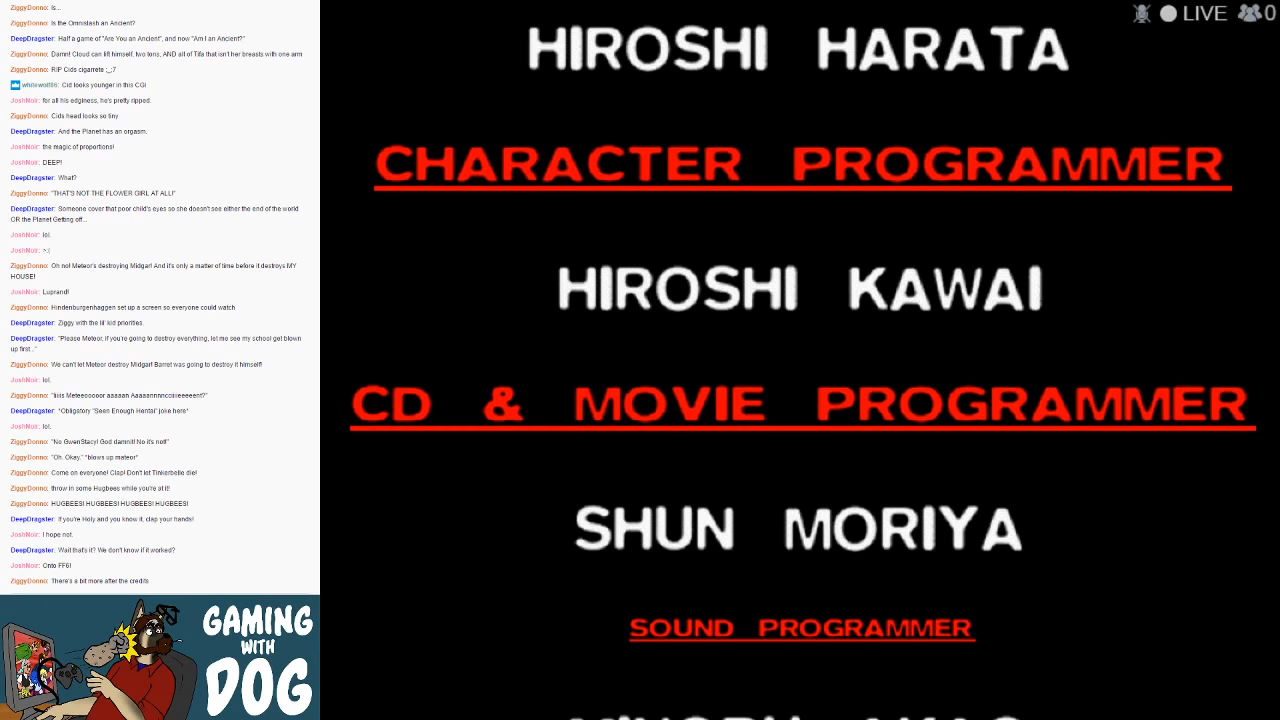 ZiggyDonno: Is...
ZiggyDonno: Is the Omnislash an Ancient?
DeepDragster: Half a game of "Are You an Ancient", and now "Am I an Ancient?"
ZiggyDonno: Damn! Cloud can lift himself, two tons, AND all of Tifa that isn't her breasts with one arm
ZiggyDonno: RIP Cids cigarrete ;_;7
whitewolf86: Cid looks younger in this CGI
JoshNoir: for all his edginess, he's pretty ripped.
ZiggyDonno: Cids head looks so tiny
DeepDragster: And the Planet has an orgasm.
JoshNoir: the magic of proportions!
JoshNoir: DEEP!
DeepDragster: What?
ZiggyDonno: "THAT'S NOT THE FLOWER GIRL AT ALL!"
DeepDragster: Someone cover that poor child's eyes so she doesn't see either the end of the world
OR the Planet Getting off...
JoshNoir: lol.
JoshNoir: >:(
ZiggyDonno: Oh no! Meteor's destroying Midgar! And it's only a matter of time before it destroys MY
HOUSE!
JoshNoir: Luprand!
ZiggyDonno: Hindenburgenhaggen set up a screen so everyone could watch
DeepDragster: Ziggy with the lil' kid priorities.
DeepDragster: "Please Meteor, if you're going to destroy everything, let me see my school get blown
up first..."
ZiggyDonno: We can't let Meteor destroy Midgar! Barret was going to destroy it himself!
JoshNoir: lol.
ZiggyDonno: "Iiiiis Meteeooooor aaaaan Aaaaannnncciiiieeeeent?"
DeepDragster: *Obligatory "Seen Enough Hentai" joke here*
JoshNoir: lol.
ZiggyDonno: "No GwenStacy! God damnit! No it's not!"
ZiggyDonno: "Oh. Okay." *blows up mateor*
ZiggyDonno: Come on everyone! Clap! Don't let Tinkerbelle die!
ZiggyDonno: throw in some Hugbees while you're at it!
ZiggyDonno: HUGBEES! HUGBEES! HUGBEES! HUGBEES!
DeepDragster: If you're Holy and you know it, clap your hands!
JoshNoir: I hope not.
DeepDragster: Wait that's it? We don't know if it worked?
JoshNoir: Onto FF6!
ZiggyDonno: There's a bit more after the credits
GAMING
WITH
DOG
LIVE 0
HIROSHI HARATA
CHARACTER PROGRAMMER
HIROSHI KAWAI
CD & MOVIE PROGRAMMER
SHUN MORIYA
SOUND PROGRAMMER